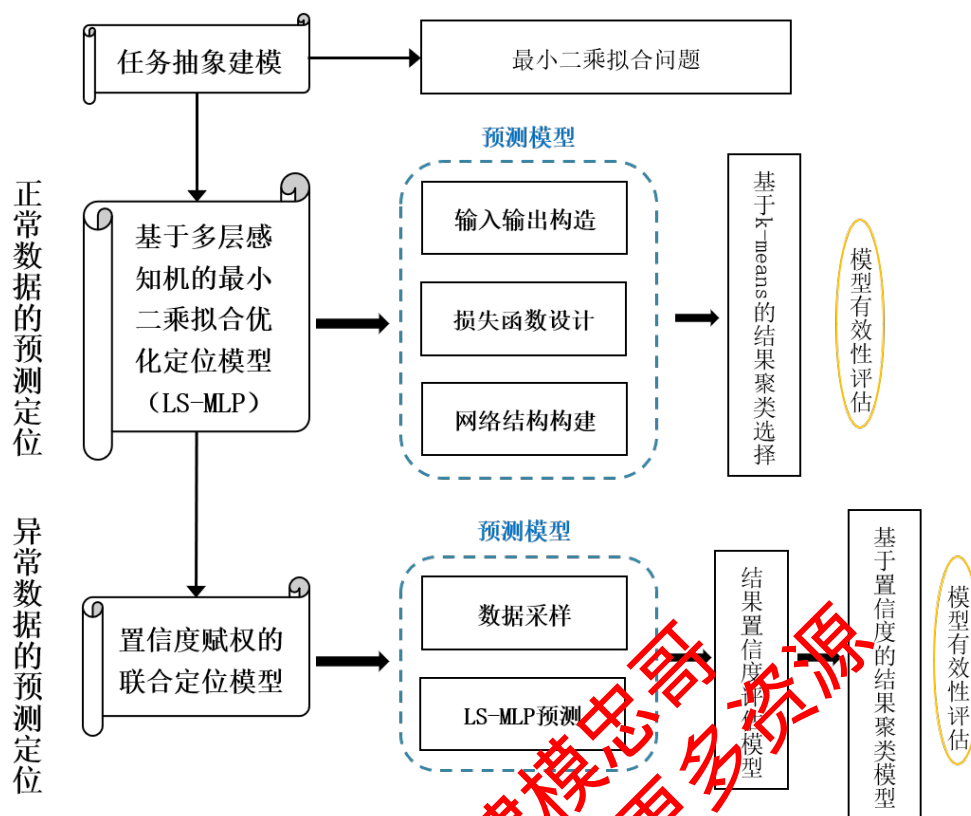 任务抽象建模
最小二乘拟合问题
正常数据的预测定位
基于多层感
知机的最小
二乘拟合优
化定位模型
（LS-MLP）
预测模型
输入输出构造
损失函数设计
网络结构构建
基于k-means的结果聚类选择
模型有效性评估
异常数据的预测定位
置信度赋权的
联合定位模型
预测模型
数据采样
LS-MLP预测
结果置信度评估模型
基于置信度的结果聚类模型
模型有效性评估
建模忠哥
更多资源